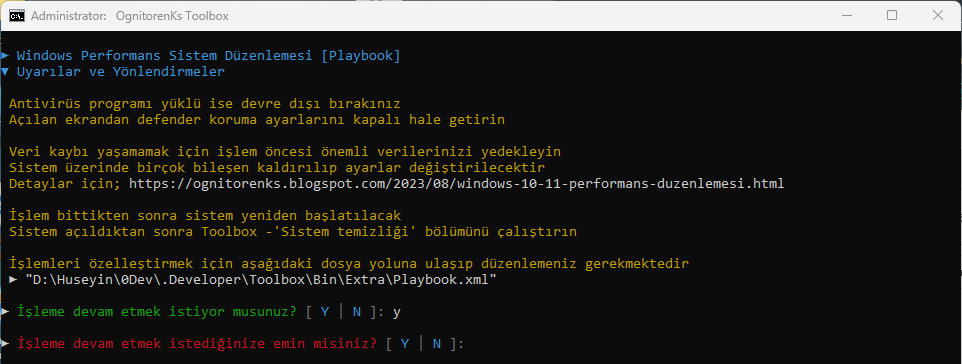 Administrator: OgnitorenKs Toolbox
► Windows Performans Sistem Düzenlemesi [Playbook]
▼ Uyarılar ve Yönlendirmeler
Antivirüs programı yüklü ise devre dışı bırakınız
Açılan ekrandan defender koruma ayarlarını kapalı hale getirin
Veri kaybı yaşamamak için işlem öncesi önemli verilerinizi yedekleyin
Sistem üzerinde birçok bileşen kaldırılıp ayarlar değiştirilecektir
Detaylar için; https://ognitorenks.blogspot.com/2023/08/windows-10-11-performans-duzenlemesi.html
İşlem bittikten sonra sistem yeniden başlatılacak
Sistem açıldıktan sonra Toolbox -'Sistem temizliği' bölümünü çalıştırın
İşlemleri özelleştirmek için aşağıdaki dosya yoluna ulaşıp düzenlemeniz gerekmektedir
► "D:\Huseyin\0Dev\.Developer\Toolbox\Bin\Extra\Playbook.xml"
► İşleme devam etmek istiyor musunuz? [ Y | N ]: y
► İşleme devam etmek istediğinize emin misiniz? [ Y | N ]: